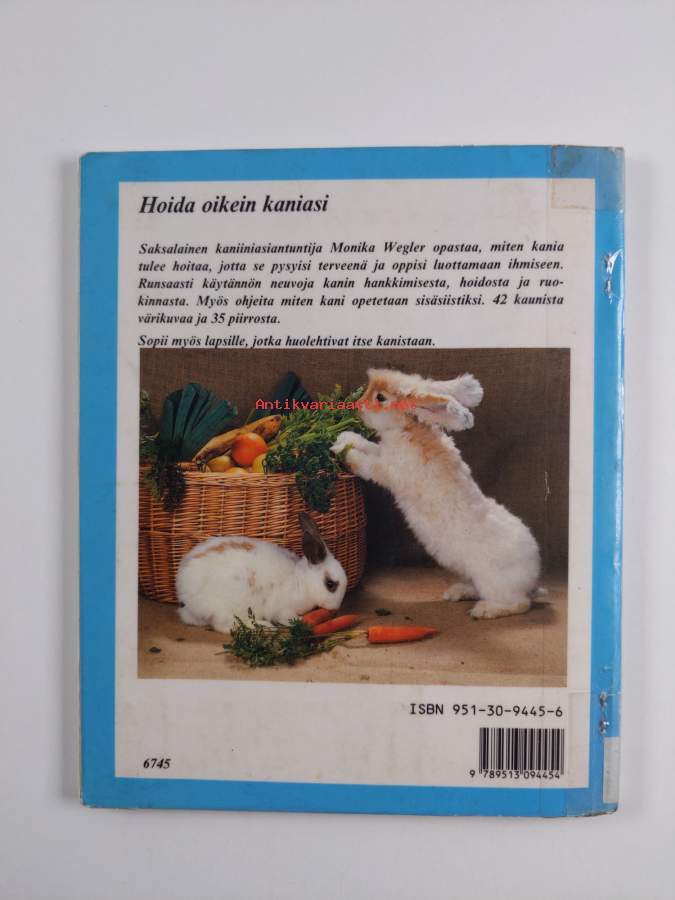 Hoida oikein kaniasi
Saksalainen kaniiniasiantuntija Monika Wegler opastaa, miten kania
tulee hoitaa, jotta se pysyisi terveenä ja oppisi luottamaan ihmiseen.
Runsaasti käytännön neuvoja kanin hankkimisesta, hoidosta ja ruo-
kinnasta. Myös ohjeita miten kani opetetaan sisäsiistiksi. 42 kaunista
värikuvaa ja 35 piirrosta.
Sopii myös lapsille, jotka huolehtivat itse kanistaan.
Antikvariaatti.net
ISBN 951-30-9445-6
9 789513 094454
6745